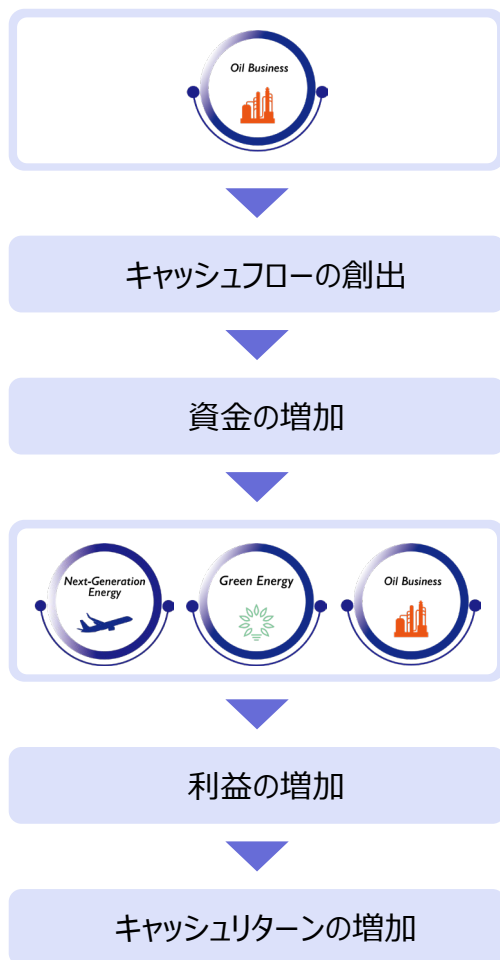 Oil Business
キャッシュフローの創出
資金の増加
Next-Generation
Energy
Green Energy
Oil Business
利益の増加
キャッシュリターンの増加